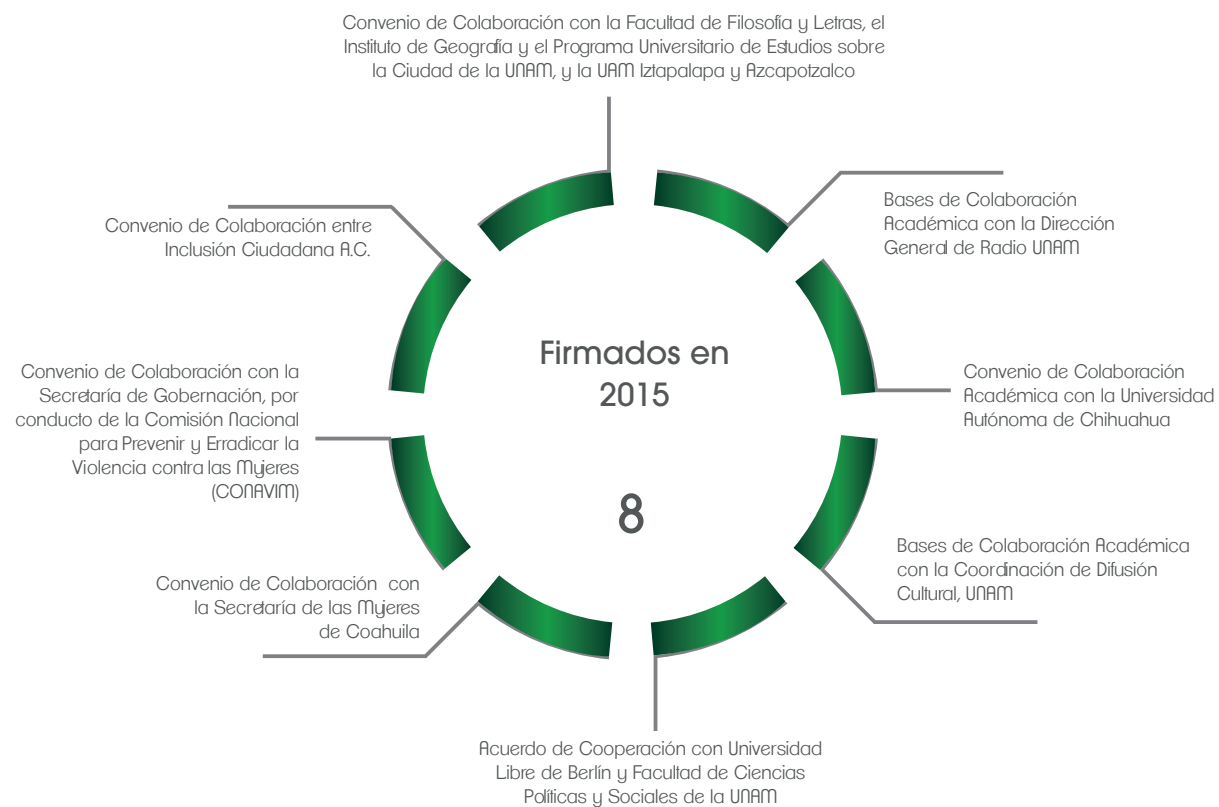 Convenio de Colaboración con la Facultad de Filosofía y Letras, el
Instituto de Geografía y el Programa Universitario de Estudios sobre
la Ciudad de la UNAM, y la UAM Iztapalapa y Azcapotzalco
Bases de Colaboración
Académica con la Dirección
General de Radio UNAM
Convenio de Colaboración
Académica con la Universidad
Autónoma de Chihuahua
Bases de Colaboración Académica
con la Coordinación de Difusión
Cultural, UNAM
Acuerdo de Cooperación con Universidad
Libre de Berlín y Facultad de Ciencias
Políticas y Sociales de la UNAM
Convenio de Colaboración con
la Secretaría de las Mujeres
de Coahuila
Convenio de Colaboración con la
Secretaría de Gobernación, por
conducto de la Comisión Nacional
para Prevenir y Erradicar la
Violencia contra las Mujeres
(CONAVIM)
Convenio de Colaboración entre
Inclusión Ciudadana A.C.
Firmados en
2015
8